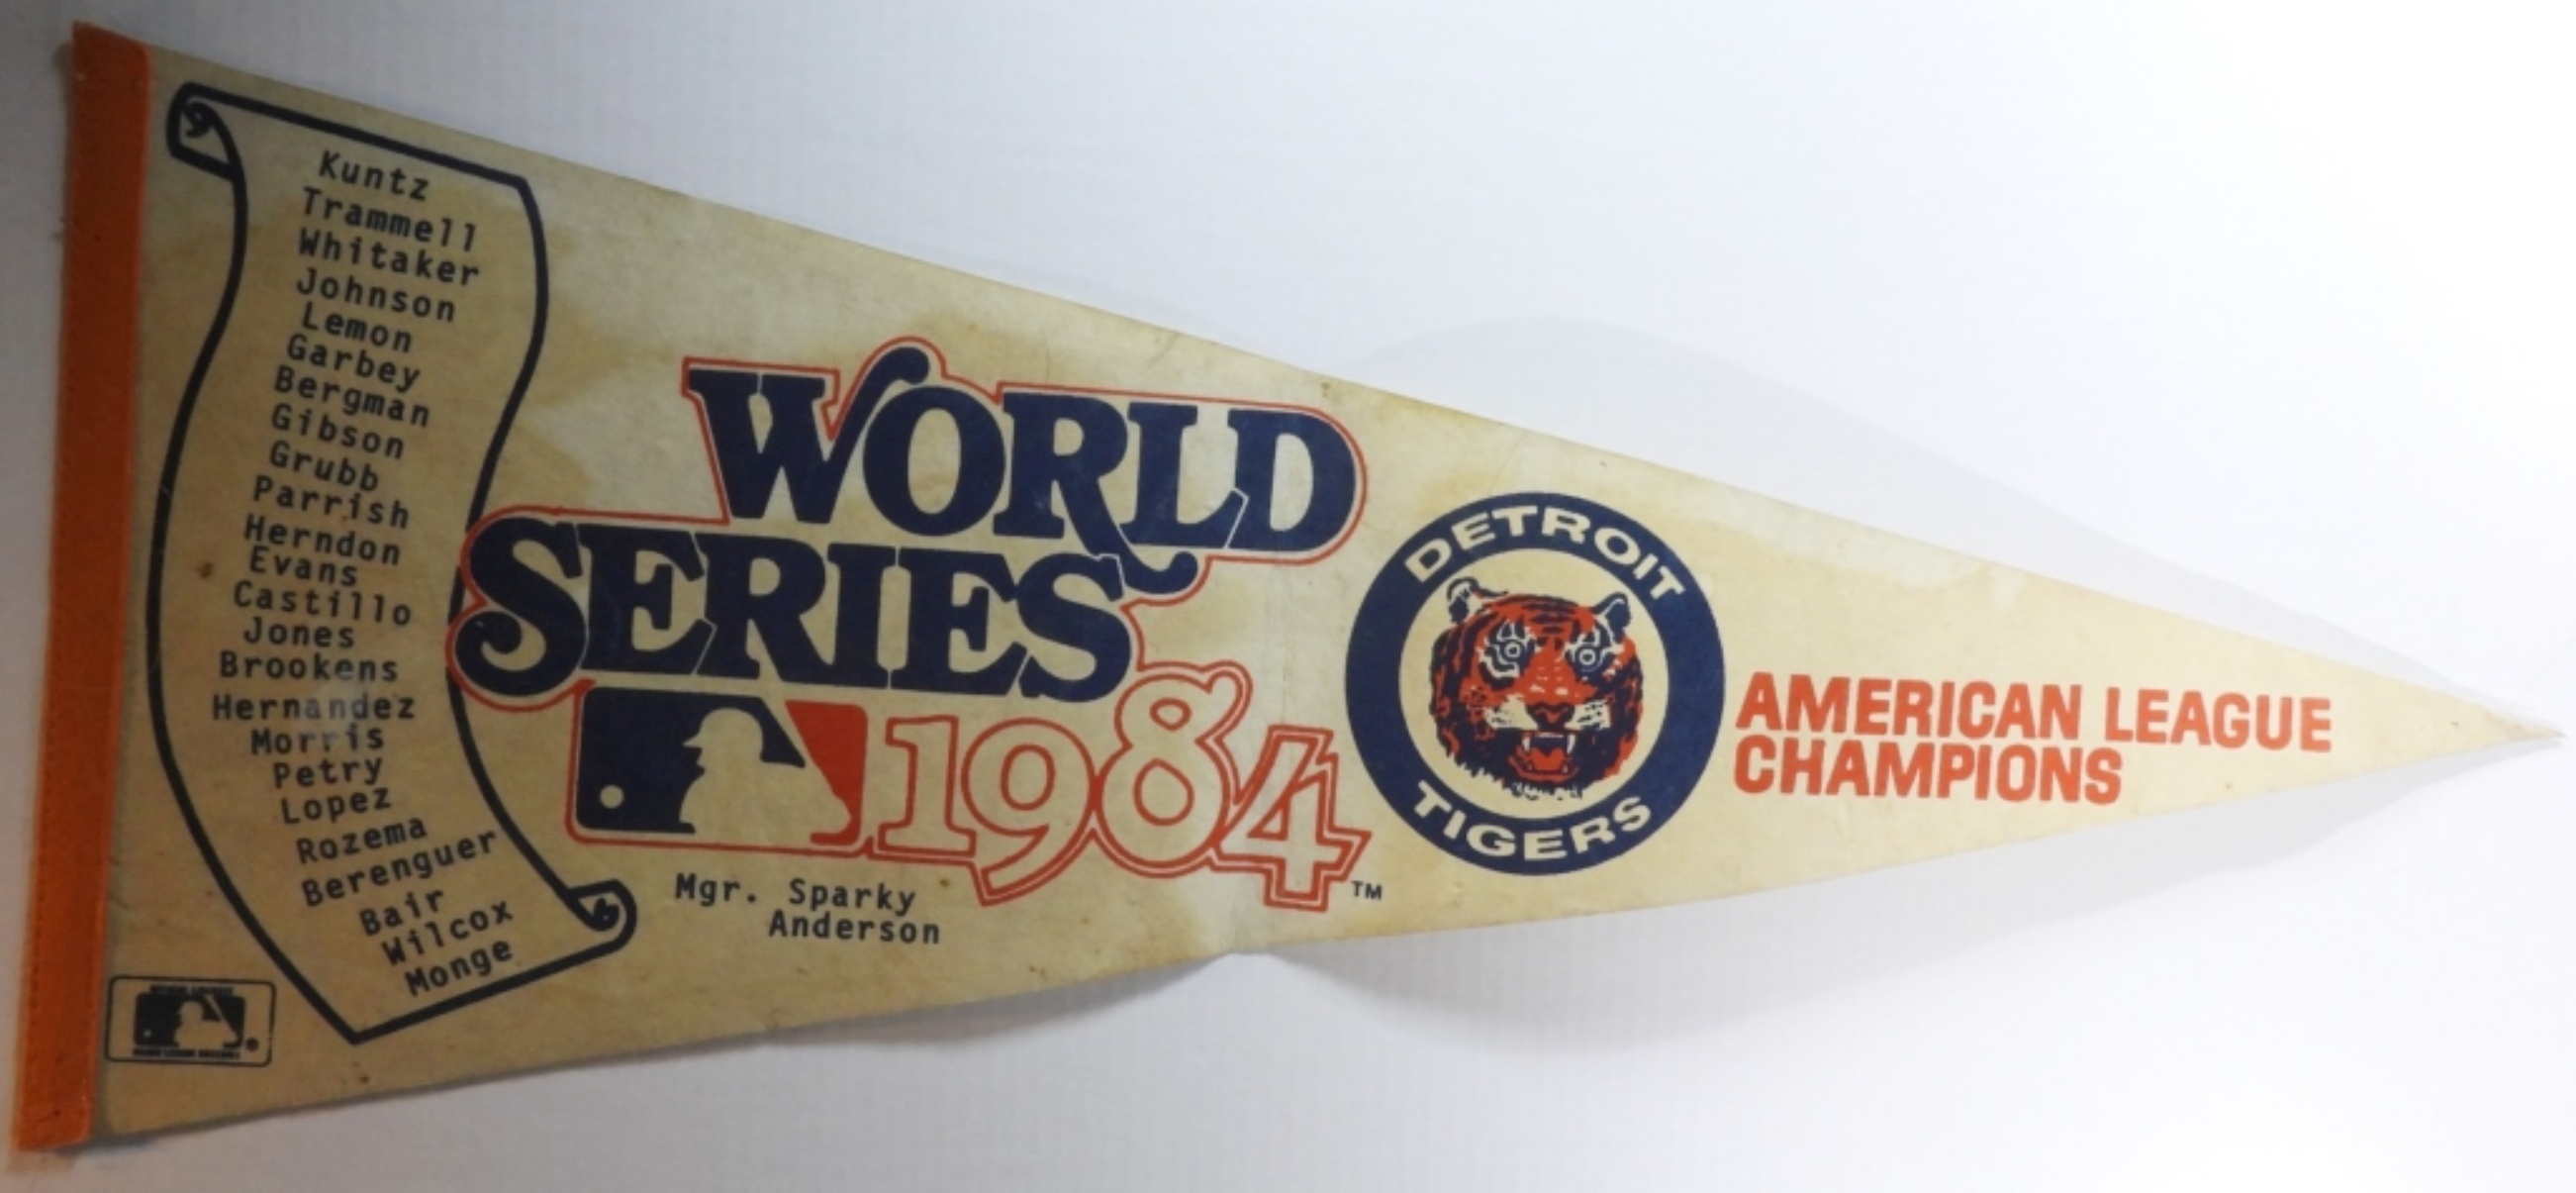 Kuntz
Trammell
Whitaker
Johnson
Lemon
Garbey
Bergman
Gibson
Grubb
Parrish
Herndon
Evans
Castillo
Jones
Brookens
Hernandez
Morris
Petry
Lopez
Rozema
Berenguer
Bair
Wilcox
Monge
WORLD
SERIES
1984
TM
Mgr. Sparky
Anderson
DETROIT
TIGERS
AMERICAN LEAGUE
CHAMPIONS